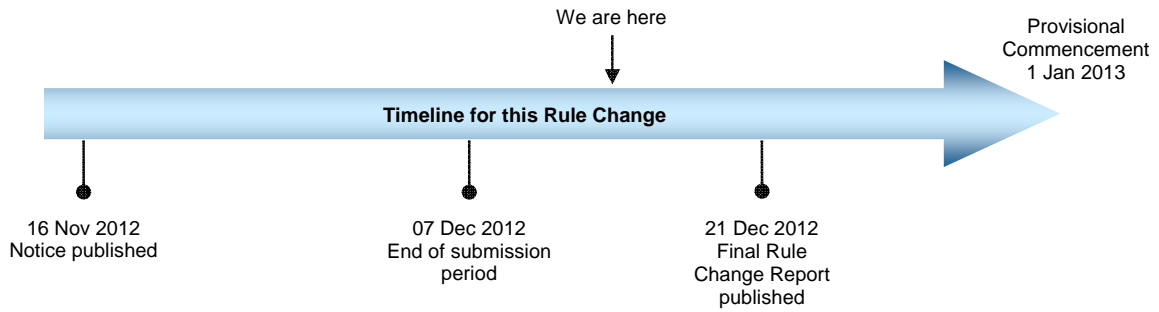 We are here
Provisional
Commencement
1 Jan 2013
Timeline for this Rule Change
16 Nov 2012
Notice published
07 Dec 2012
End of submission
period
21 Dec 2012
Final Rule
Change Report
published